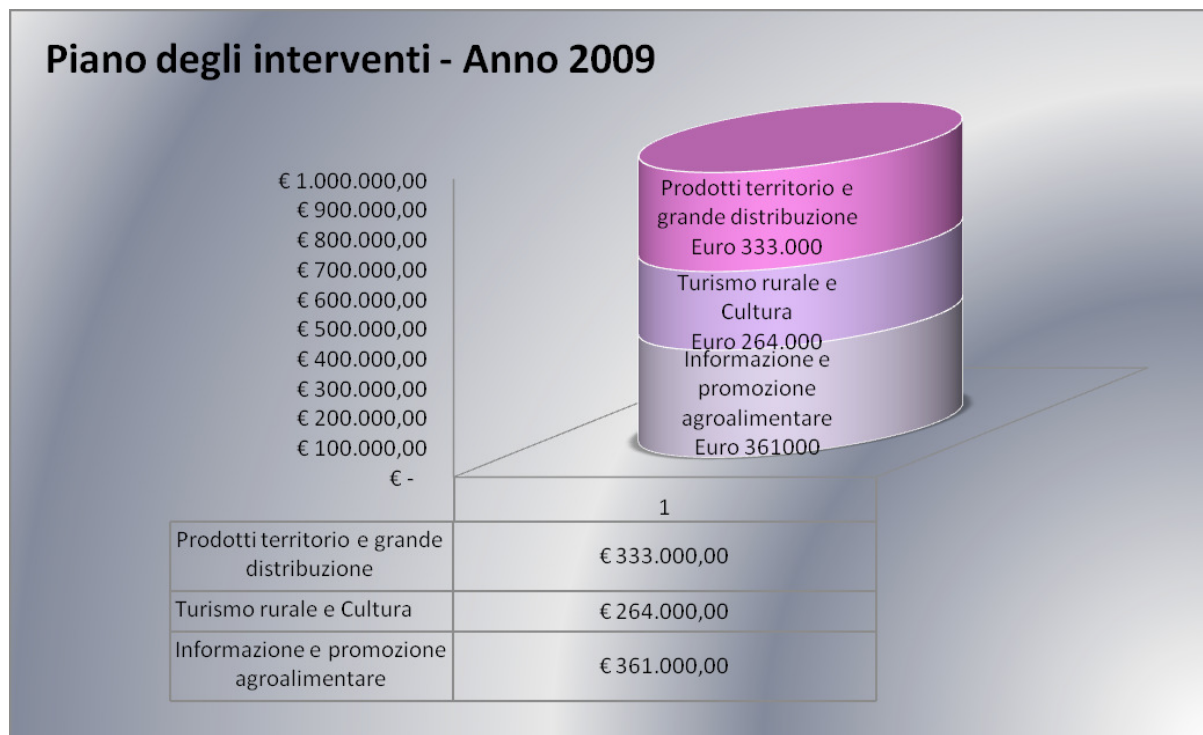 Piano degli interventi - Anno 2009
€ 1.000.000,00
€ 900.000,00
€ 800.000,00
€ 700.000,00
€ 600.000,00
€ 500.000,00
€ 400.000,00
€ 300.000,00
€ 200.000,00
€ 100.000,00
€ -
Prodotti territorio e
grande distribuzione
Euro 333.000
Turismo rurale e
Cultura
Euro 264.000
Informazione e
promozione
agroalimentare
Euro 361000
1
Prodotti territorio e grande
distribuzione
€ 333.000,00
Turismo rurale e Cultura
€ 264.000,00
Informazione e promozione
agroalimentare
€ 361.000,00